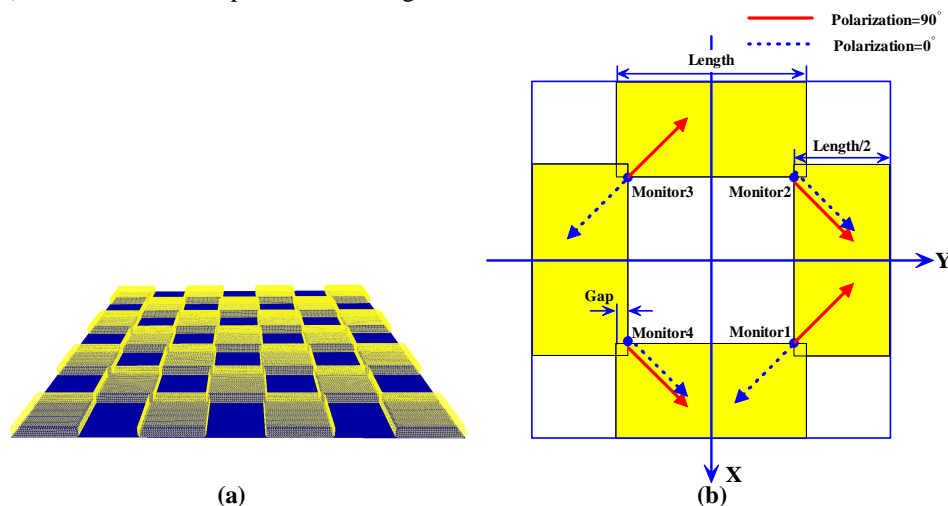 Polarization=90°
Polarization=0°
Length
Length/2
Monitor3
Monitor2
Y
Gap
Monitor4
Monitor1
X
(a)
(b)